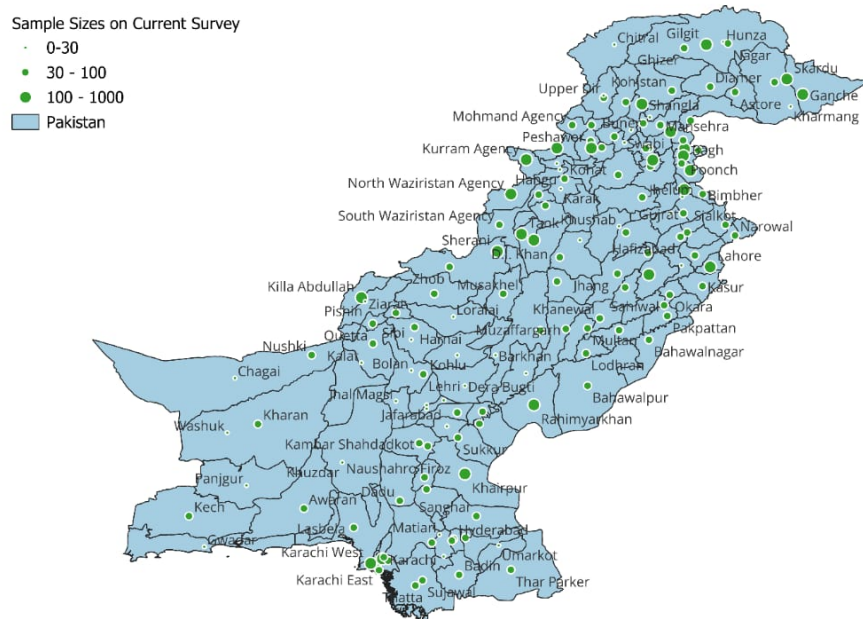 Sample Sizes on Current Survey
0-30
30 - 100
100 - 1000
Pakistan
Chitral
Gilgit
Hunza
Ghizer
Nagar
Skardu
Upper Dir
Kohistan
Diamer
Ganche
Shangla
Astore
Kharmang
Mohmand Agency
Buner
Mansehra
Peshawar
Swabi
Bagh
Kurram Agency
Kohat
Poonch
Hangu
North Waziristan Agency
Karak
Jhelum
Bimbher
South Waziristan Agency
Tank
Khushab
Gujrat
Sialkot
Narowal
Sherani
D.I. Khan
Hafizabad
Lahore
Zhob
Killa Abdullah
Musakhel
Jhang
Kasur
Ziarat
Pishin
Loralai
Khanewal
Sahiwal
Okara
Quetta
Sibi
Harnai
Muzaffargarh
Multan
Pakpattan
Nushki
Kalat
Barkhan
Bahawalnagar
Chagai
Bolan
Kohlu
Lodhran
Lehri
Dera Bugti
Bahawalpur
Jhal Magsi
Kharan
Jafarabad
Rahimyarkhan
Washuk
Kambar Shahdadkot
Sukkur
Panjgur
Khuzdar
Naushahro Firoz
Khairpur
Kech
Awaran
Dadu
Sanghar
Gwadar
Lasbela
Matiari
Hyderabad
Karachi West
Karachi
Umarkot
Karachi East
Badin
Thar Parker
Thatta
Sujawal